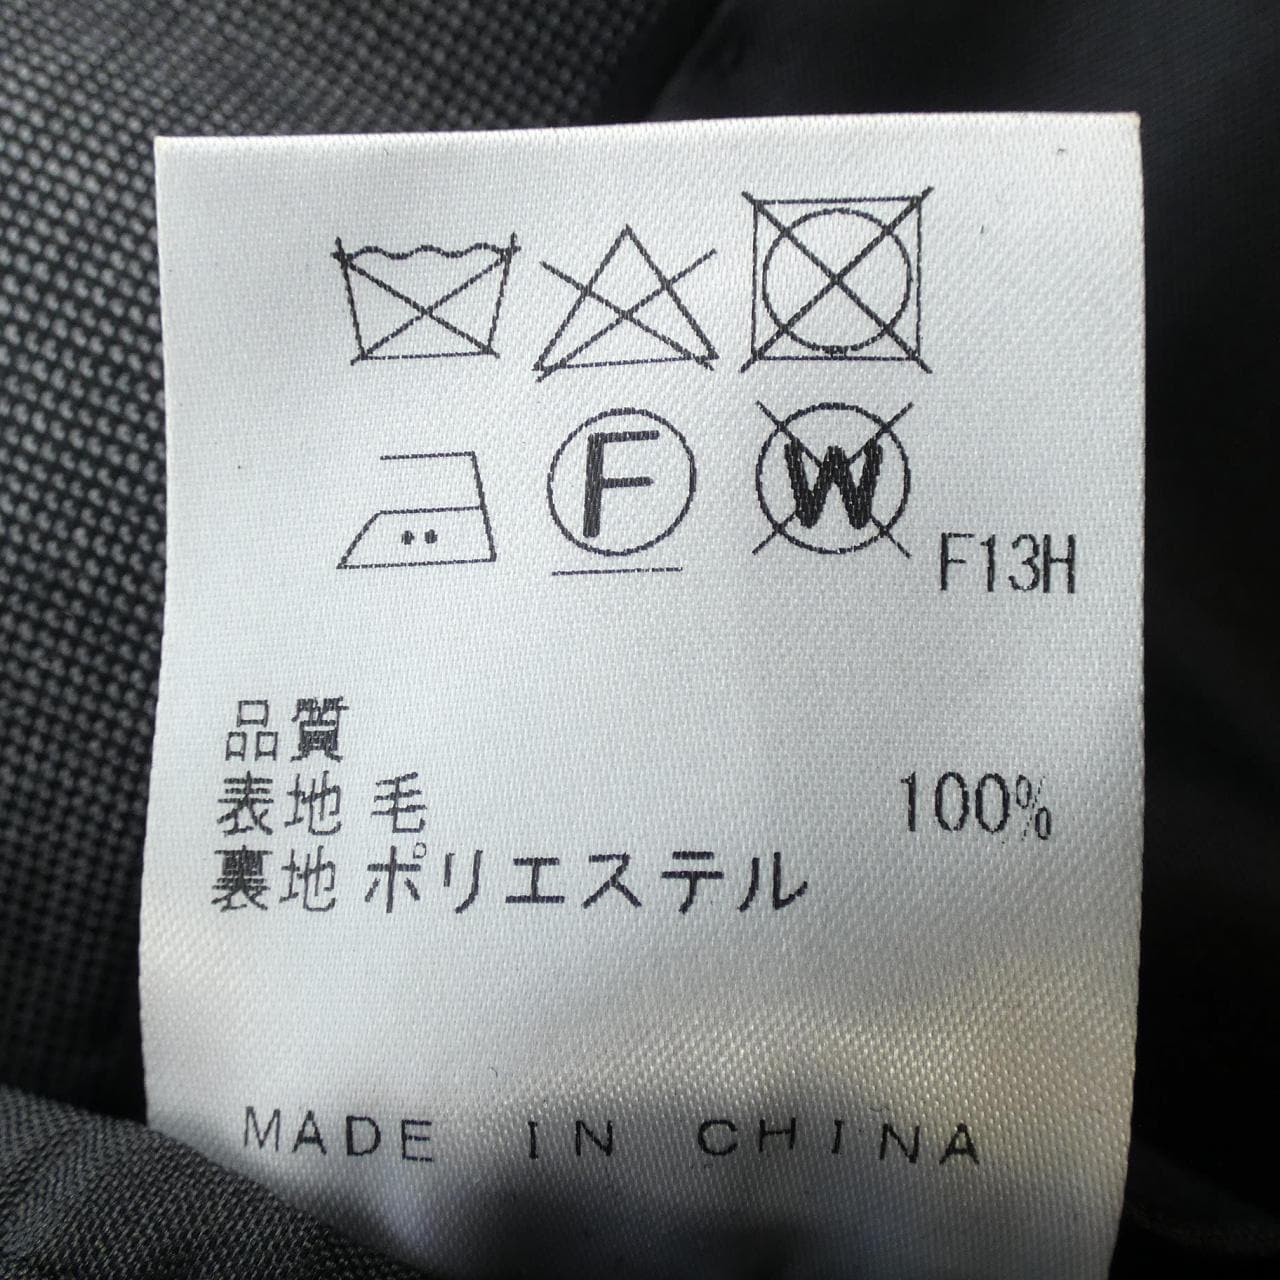 F W
F13H
品質
表地 毛 100%
裏地 ポリエステル
MADE IN CHINA